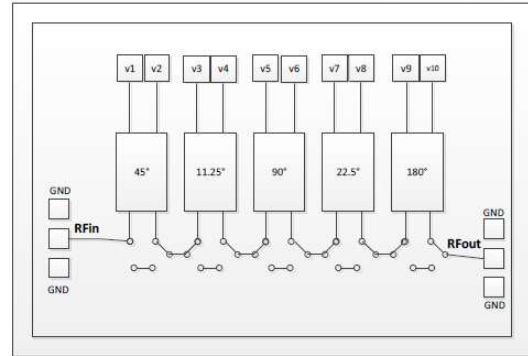 v1 v2 v3 v4 v5 v6 v7 v8 v9 v10
45° 11.25° 90° 22.5° 180°
GND
RFin
GND
GND
RFout
GND